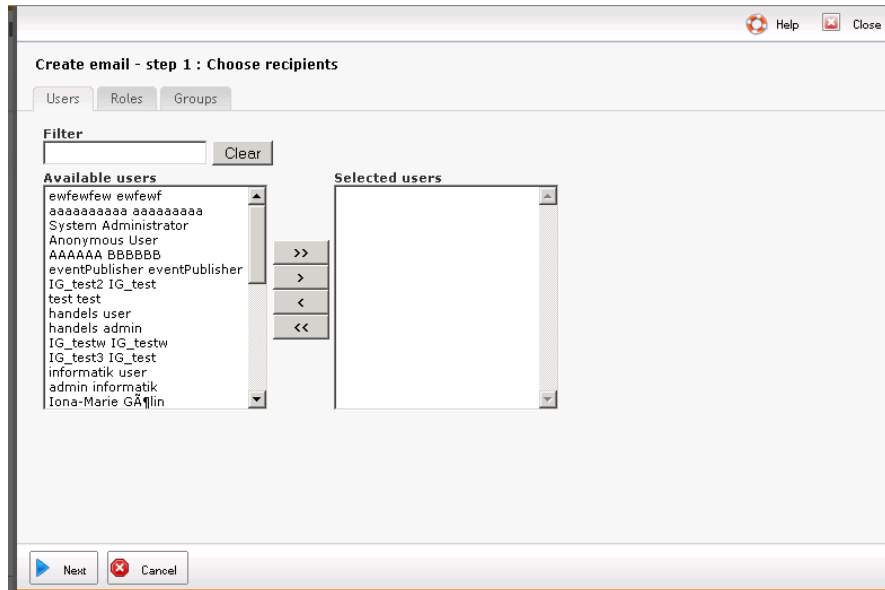 Help Close
Create email - step 1 : Choose recipients
Users Roles Groups
Filter
Clear
Available users Selected users
ewfewfew ewfewf
aaaaaaaaaa aaaaaaaaa
System Administrator
Anonymous User
AAAAAA BBBBBB
eventPublisher eventPublisher
IG_test2 IG_test
test test
handels user
handels admin
IG_testw IG_testw
IG_test3 IG_test
informatik user
admin informatik
Iona-Marie GÃ¶lin
>>
>
<
<<
Next Cancel